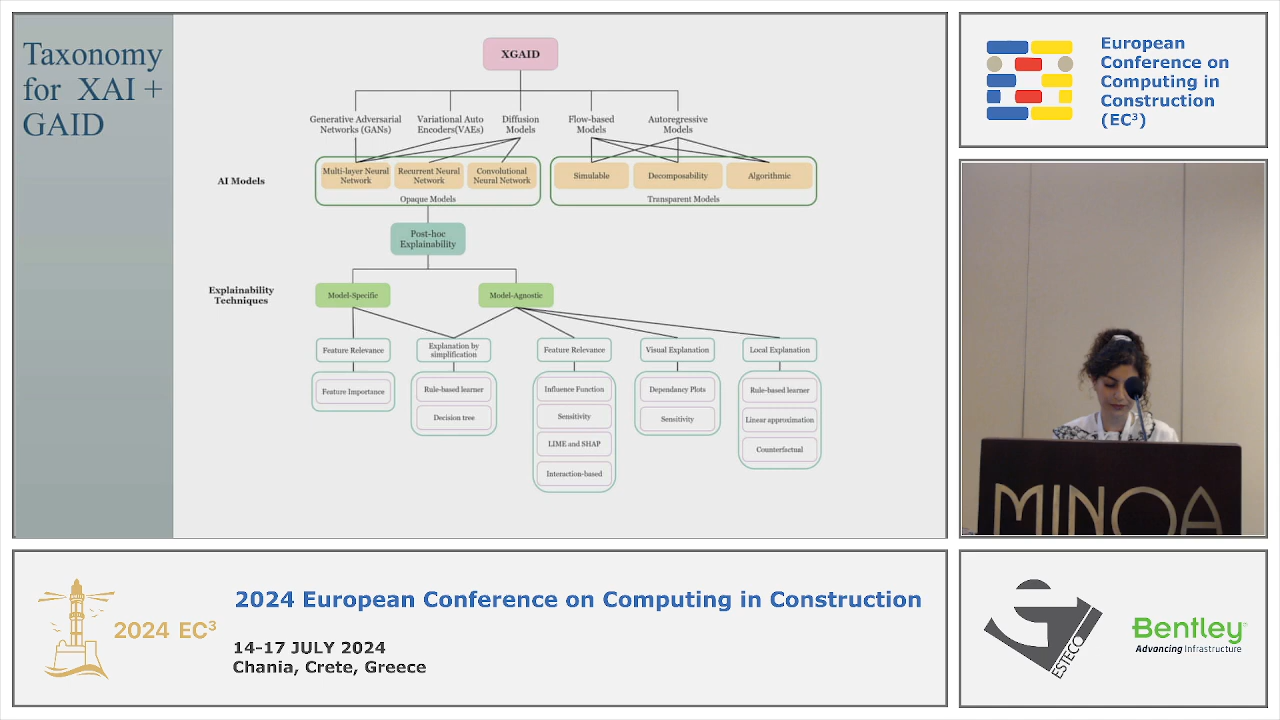 Taxonomy
for XAI +
GAID
XGAID
Generative Adversarial
Networks (GANs)
Variational Auto
Encoders(VAEs)
Diffusion
Models
Flow-based
Models
Autoregressive
Models
AI Models
Multi-layer Neural
Network
Recurrent Neural
Network
Convolutional
Neural Network
Opaque Models
Simulable
Decomposability
Algorithmic
Transparent Models
Post-hoc
Explainability
Explainability
Techniques
Model-Specific
Model-Agnostic
Feature Relevance
Explanation by
simplification
Feature Relevance
Visual Explanation
Local Explanation
Feature Importance
Rule-based learner
Decision tree
Influence Function
Sensitivity
LIME and SHAP
Interaction-based
Dependancy Plots
Sensitivity
Rule-based learner
Linear approximation
Counterfactual
European
Conference on
Computing in
Construction
(EC³)
MINOA
2024 EC³
2024 European Conference on Computing in Construction
14-17 JULY 2024
Chania, Crete, Greece
ESTECO
Bentley®
Advancing Infrastructure